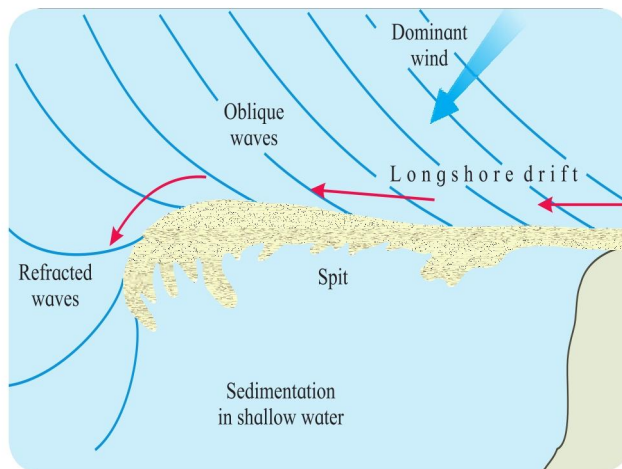 Dominant
wind
Oblique
waves
Longshore drift
Refracted
waves
Spit
Sedimentation
in shallow water